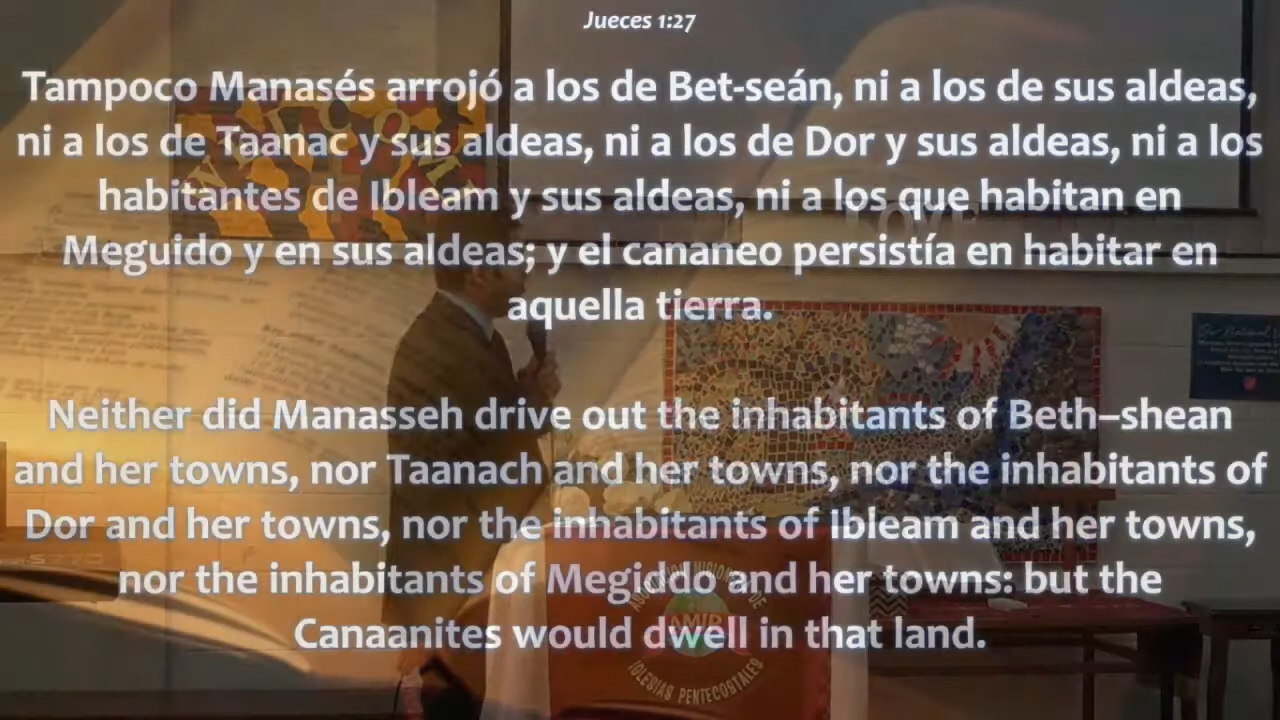 Jueces 1:27
Tampoco Manasés arrojó a los de Bet-seán, ni a los de sus aldeas,
ni a los de Taanac y sus aldeas, ni a los de Dor y sus aldeas, ni a los
habitantes de Ibleam y sus aldeas, ni a los que habitan en
Meguido y en sus aldeas; y el cananeo persistía en habitar en
aquella tierra.
Neither did Manasseh drive out the inhabitants of Beth–shean
and her towns, nor Taanach and her towns, nor the inhabitants of
Dor and her towns, nor the inhabitants of Ibleam and her towns,
nor the inhabitants of Megiddo and her towns: but the
Canaanites would dwell in that land.
WELCOME
LOVE
AMIP
IGLESIAS PENTECOSTALES